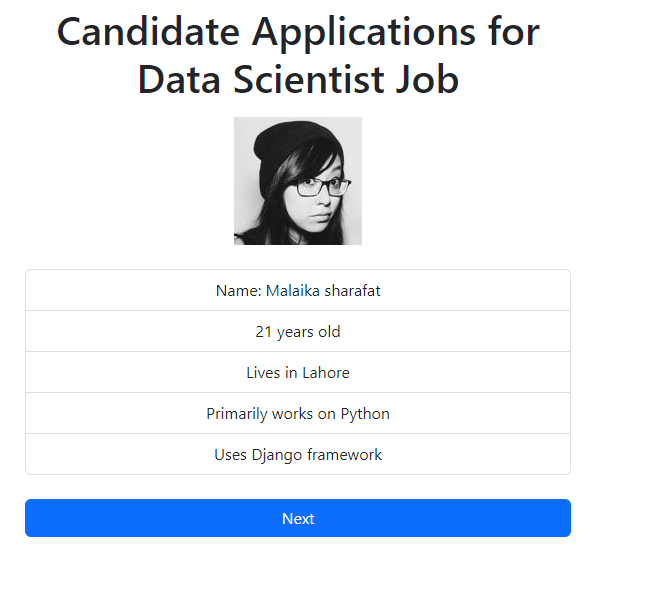 Candidate Applications for
Data Scientist Job
Name: Malaika sharafat
21 years old
Lives in Lahore
Primarily works on Python
Uses Django framework
Next